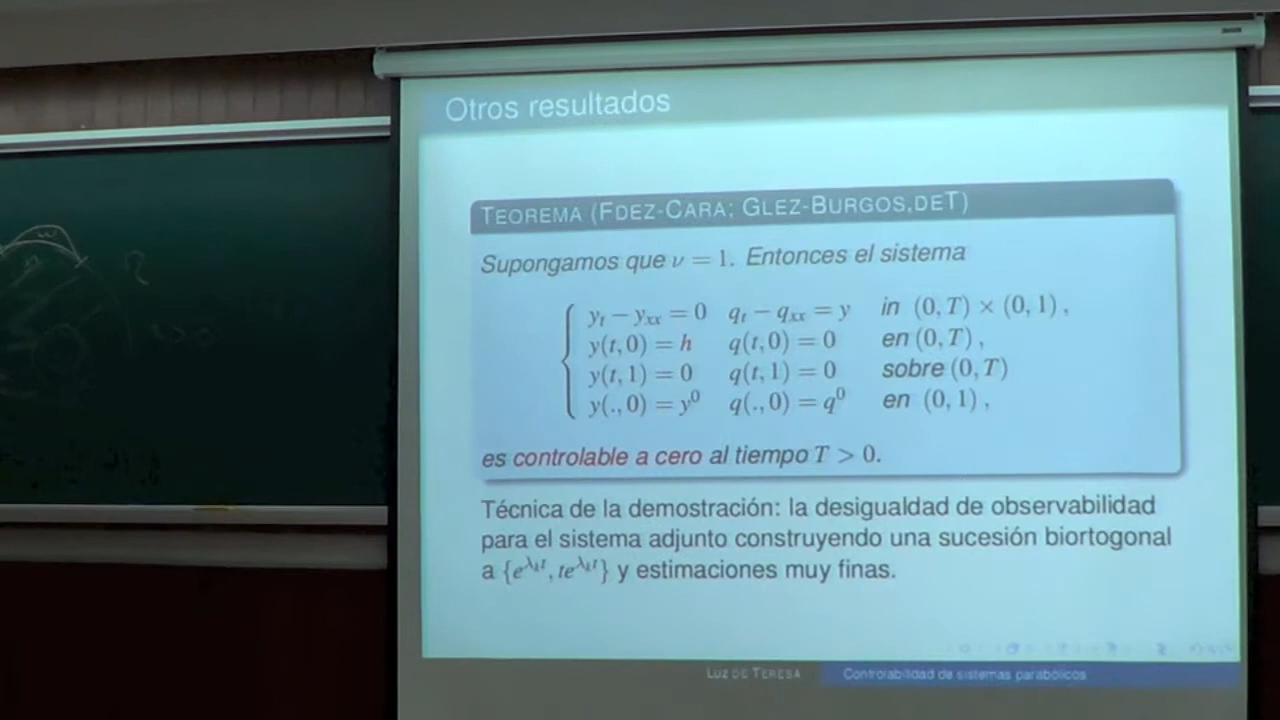 Otros resultados
TEOREMA (FDEZ-CARA; GLEZ-BURGOS,DET)
Supongamos que ν = 1. Entonces el sistema
y_t − y_xx = 0 q_t − q_xx = y in (0, T) × (0, 1) ,
y(t, 0) = h q(t, 0) = 0 en (0, T) ,
y(t, 1) = 0 q(t, 1) = 0 sobre (0, T)
y(., 0) = y^0 q(., 0) = q^0 en (0, 1) ,
es controlable a cero al tiempo T > 0.
Técnica de la demostración: la desigualdad de observabilidad
para el sistema adjunto construyendo una sucesión biortogonal
a {e^{λ_k t}, te^{λ_k t}} y estimaciones muy finas.
LUZ DE TERESA Controlabilidad de sistemas parabólicos